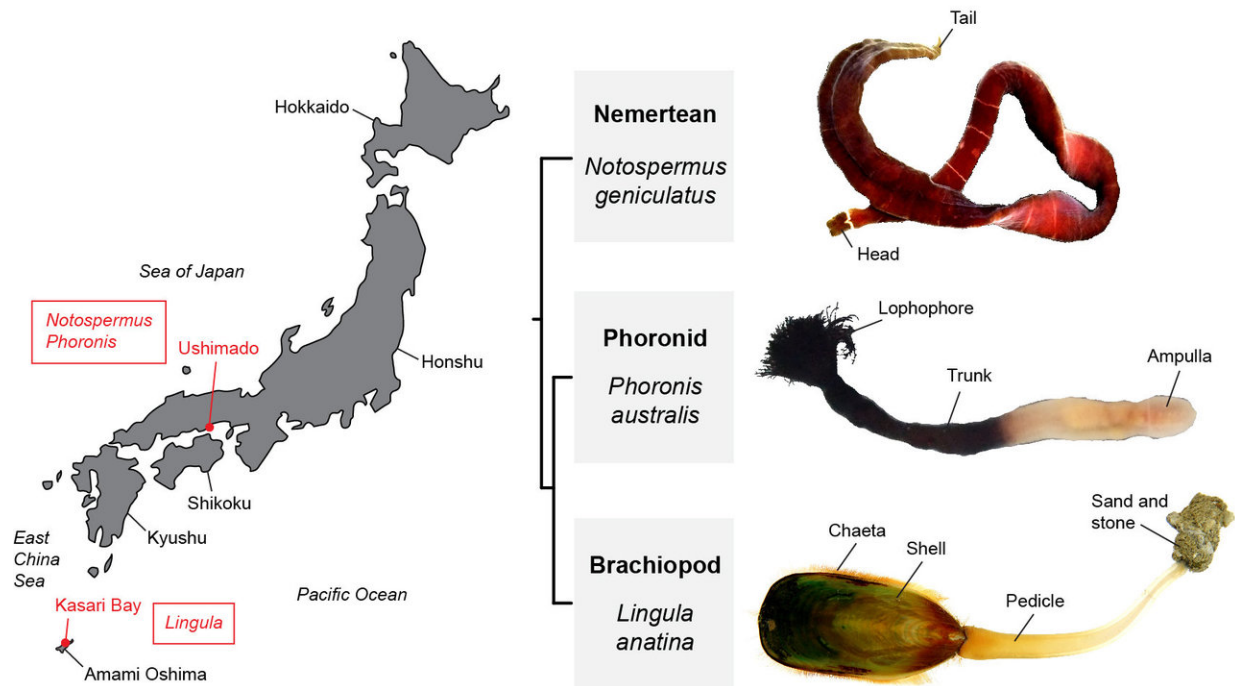 Hokkaido
Sea of Japan
Notospermus
Phoronis
Ushimado
Honshu
Shikoku
Kyushu
East
China
Sea
Pacific Ocean
Kasari Bay
Lingula
Amami Oshima
Nemertean
Notospermus
geniculatus
Phoronid
Phoronis
australis
Brachiopod
Lingula
anatina
Tail
Head
Lophophore
Trunk
Ampulla
Sand and
stone
Chaeta
Shell
Pedicle